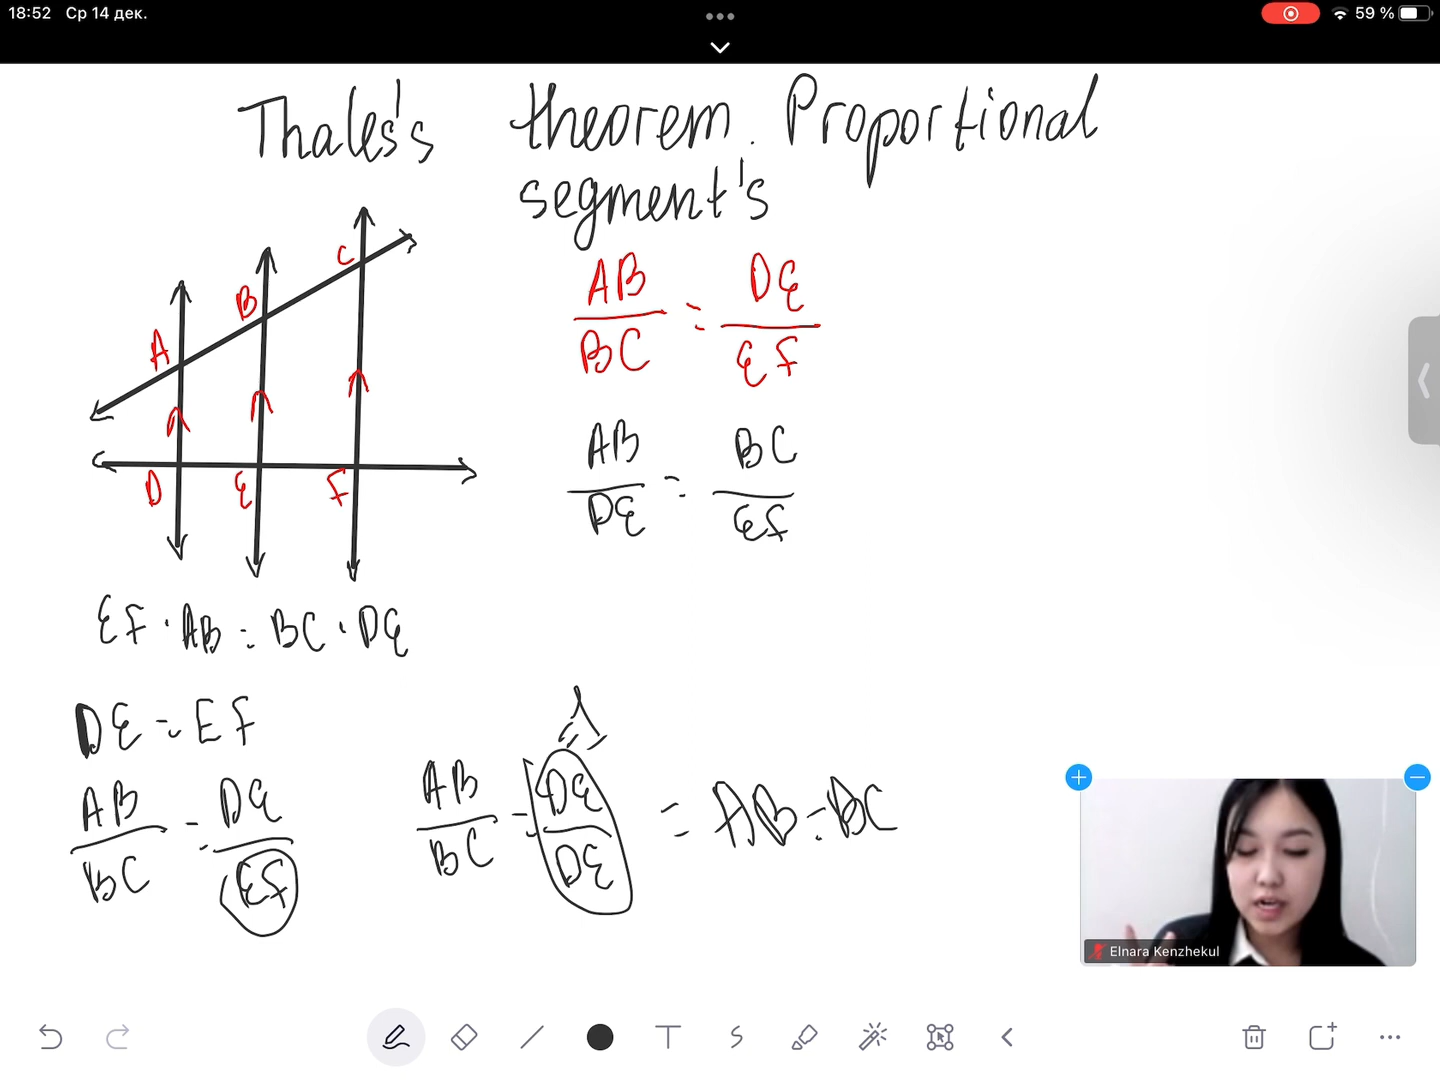 18:52 Ср 14 дек.
59 %
Thales's theorem. Proportional
segment's
AB/BC = DE/EF
AB/DE = BC/EF
A
B
C
D
E
F
EF · AB = BC · DE
DE = EF
AB/BC = DE/EF
AB/BC = DE/DE = AB = BC
Elnara Kenzhekul
T